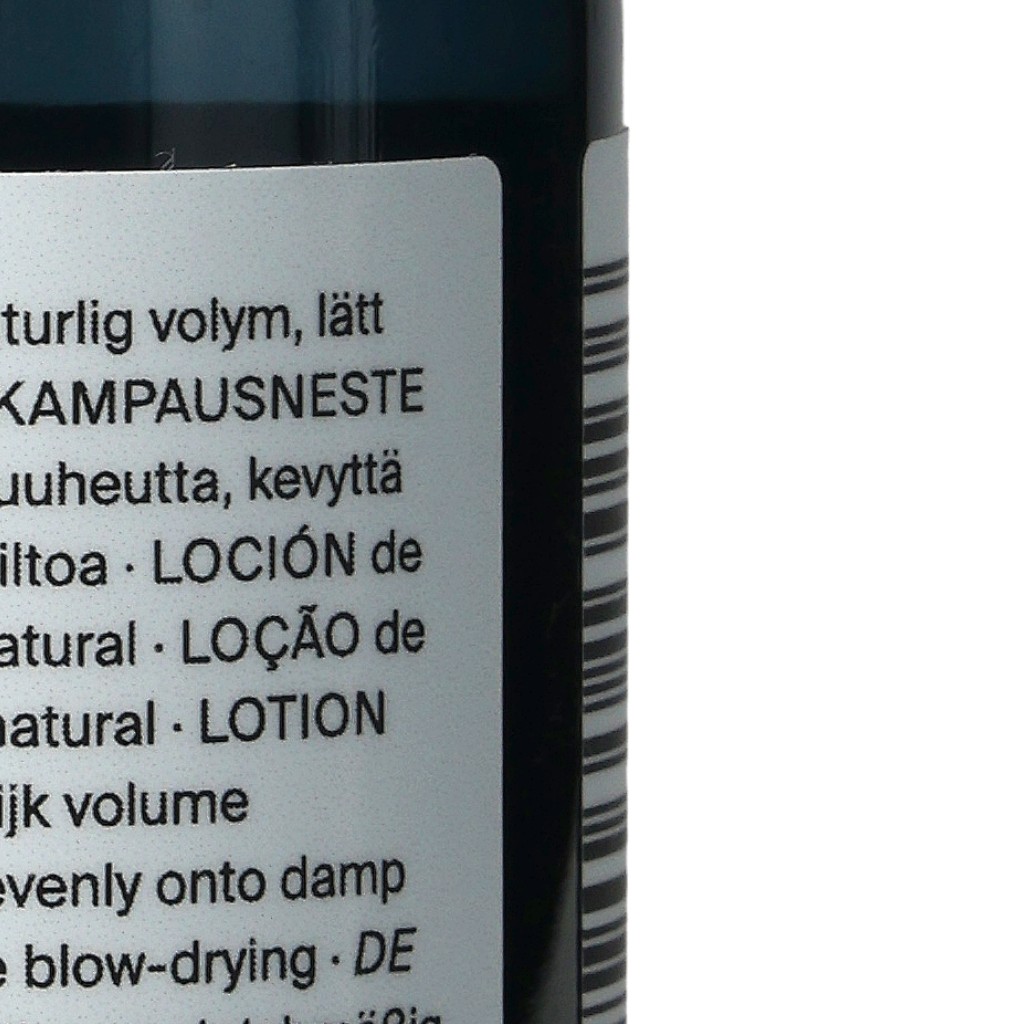 turlig volym, lätt
KAMPAUSNESTE
uuheutta, kevyttä
iltoa · LOCIÓN de
atural · LOÇÃO de
natural · LOTION
ijk volume
evenly onto damp
e blow-drying · DE